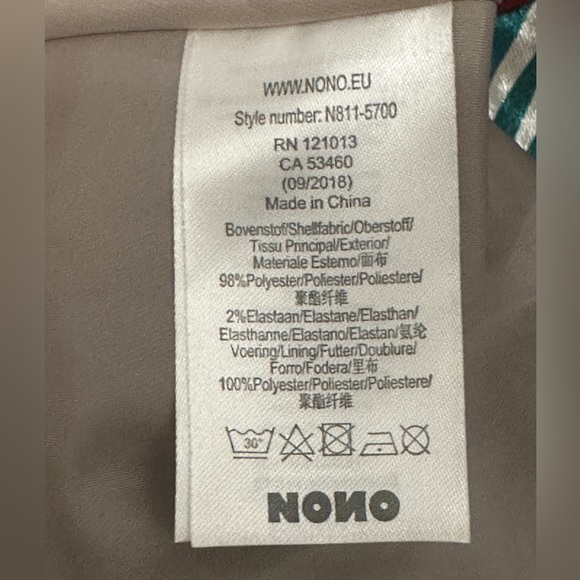 WWW.NONO.EU
Style number: N811-5700
RN 121013
CA 53460
(09/2018)
Made in China
Bovenstof/Shellfabric/Oberstoff/
Tissu Principal/Exterior/
Materiale Esterno/面布
98%Polyester/Poliester/Poliestere/
聚酯纤维
2%Elastaan/Elastane/Elasthan/
Elasthanne/Elastano/Elastan/氨纶
Voering/Lining/Futter/Doublure/
Forro/Fodera/里布
100%Polyester/Poliester/Poliestere/
聚酯纤维
30°
NONO